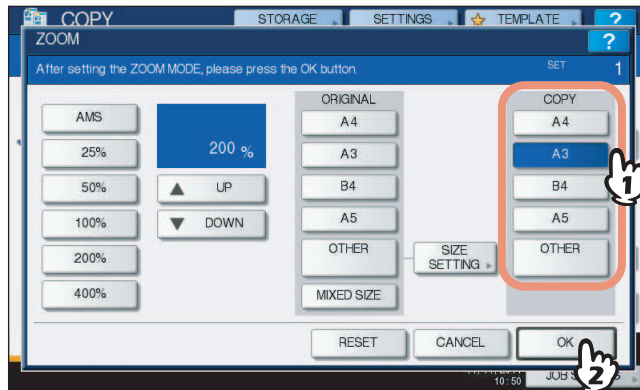 COPY
STORAGE
SETTINGS
TEMPLATE
?
ZOOM
?
After setting the ZOOM MODE, please press the OK button.
SET 1
ORIGINAL
COPY
AMS
25%
50%
100%
200%
400%
200 %
UP
DOWN
A4
A3
B4
A5
OTHER
MIXED SIZE
SIZE
SETTING
A4
A3
B4
A5
OTHER
1
RESET
CANCEL
OK
2
10:50